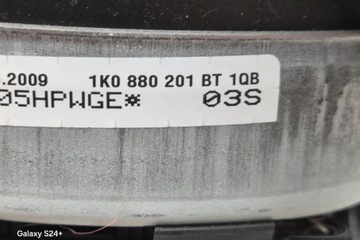 .2009 1K0 880 201 BT 1QB
05HPWGE* 03S
Galaxy S24+